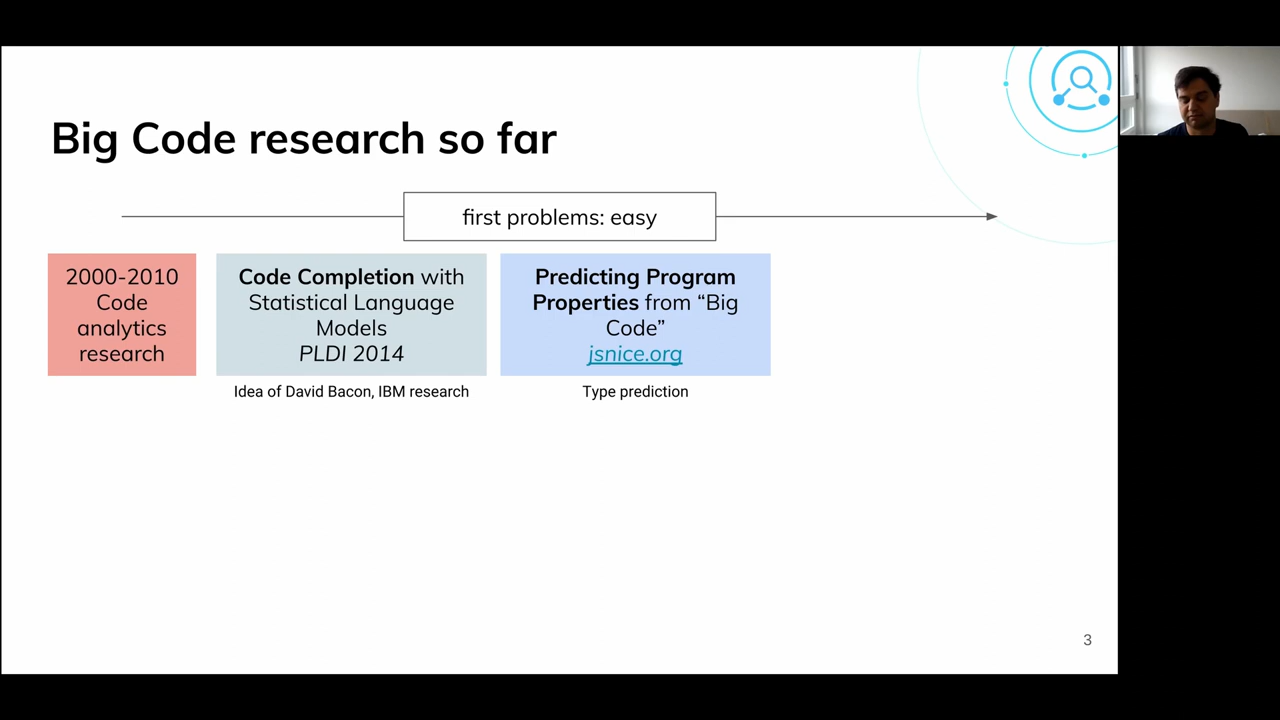 Big Code research so far
first problems: easy
2000-2010
Code
analytics
research
Code Completion with
Statistical Language
Models
PLDI 2014
Idea of David Bacon, IBM research
Predicting Program
Properties from “Big
Code”
jsnice.org
Type prediction
3